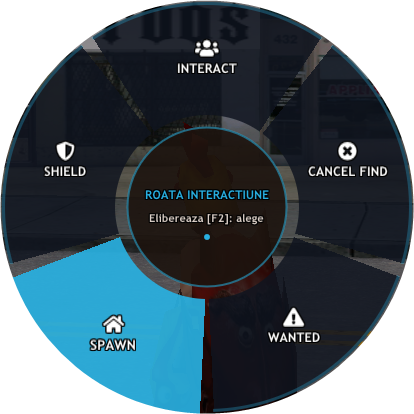 INTERACT
SHIELD
CANCEL FIND
ROATA INTERACTIUNE
Elibereaza [F2]: alege
SPAWN
WANTED